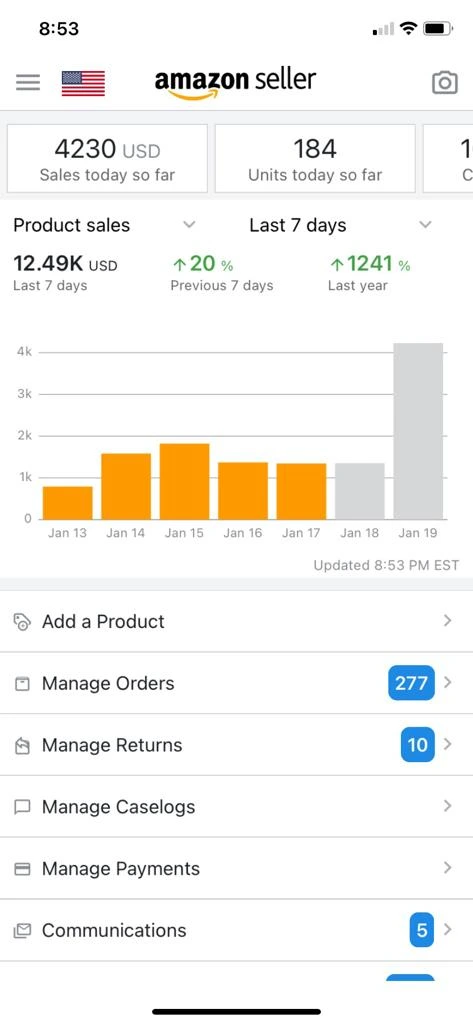 8:53
amazon seller
4230 USD 184 1
Sales today so far Units today so far C
Product sales Last 7 days
12.49K USD ↑20 % ↑1241 %
Last 7 days Previous 7 days Last year
4k
3k
2k
1k
0
Jan 13 Jan 14 Jan 15 Jan 16 Jan 17 Jan 18 Jan 19
Updated 8:53 PM EST
Add a Product
Manage Orders 277
Manage Returns 10
Manage Caselogs
Manage Payments
Communications 5